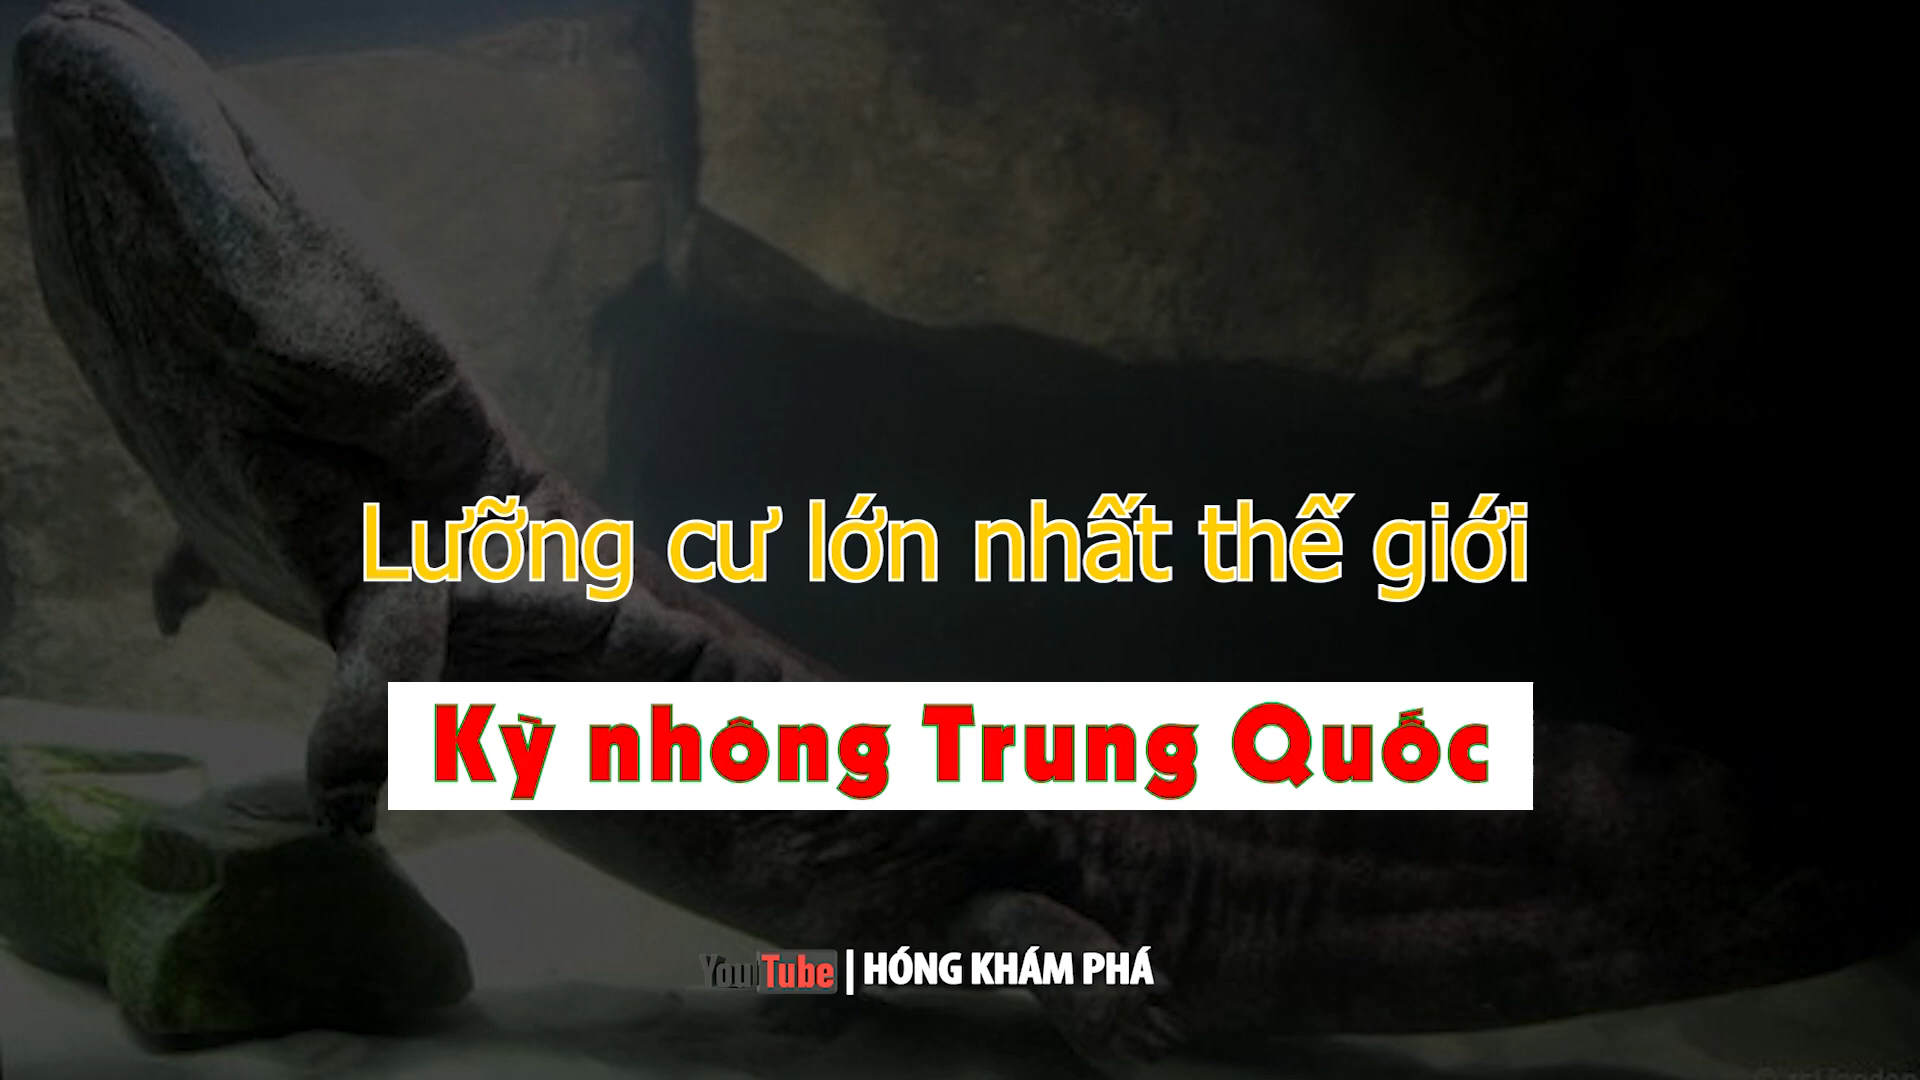 Lưỡng cư lớn nhất thế giới
Kỳ nhông Trung Quốc
YouTube | HÓNG KHÁM PHÁ